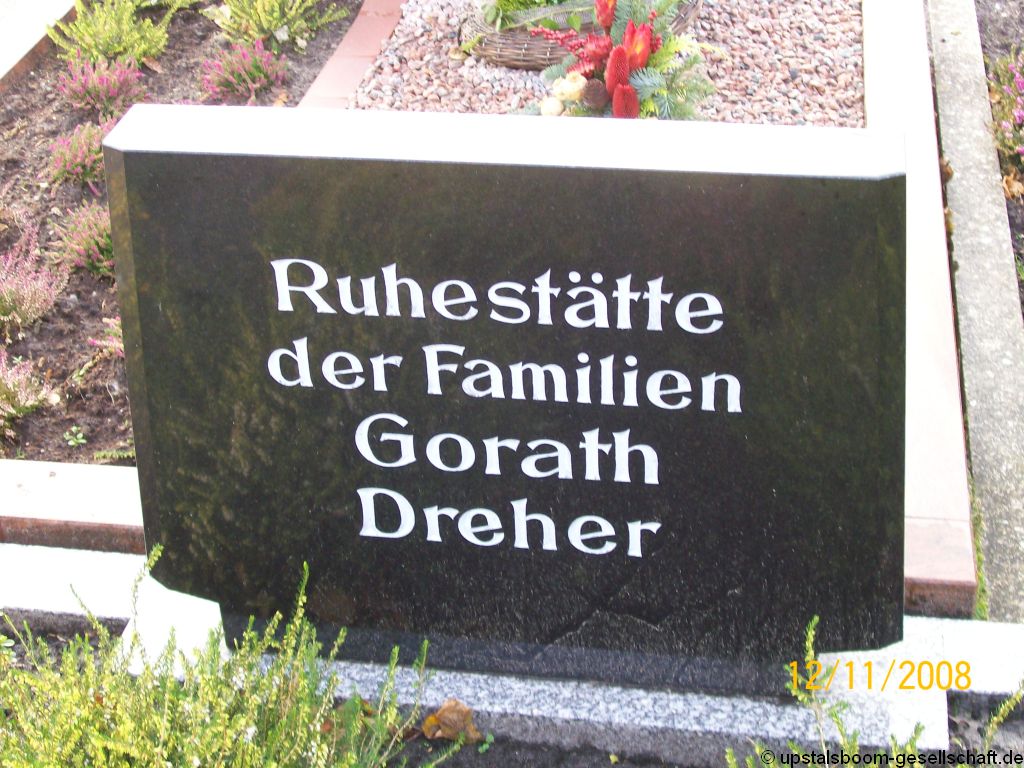 Ruhestätte
der Familien
Gorath
Dreher
12/11/2008
© upstalsboom-gesellschaft.de